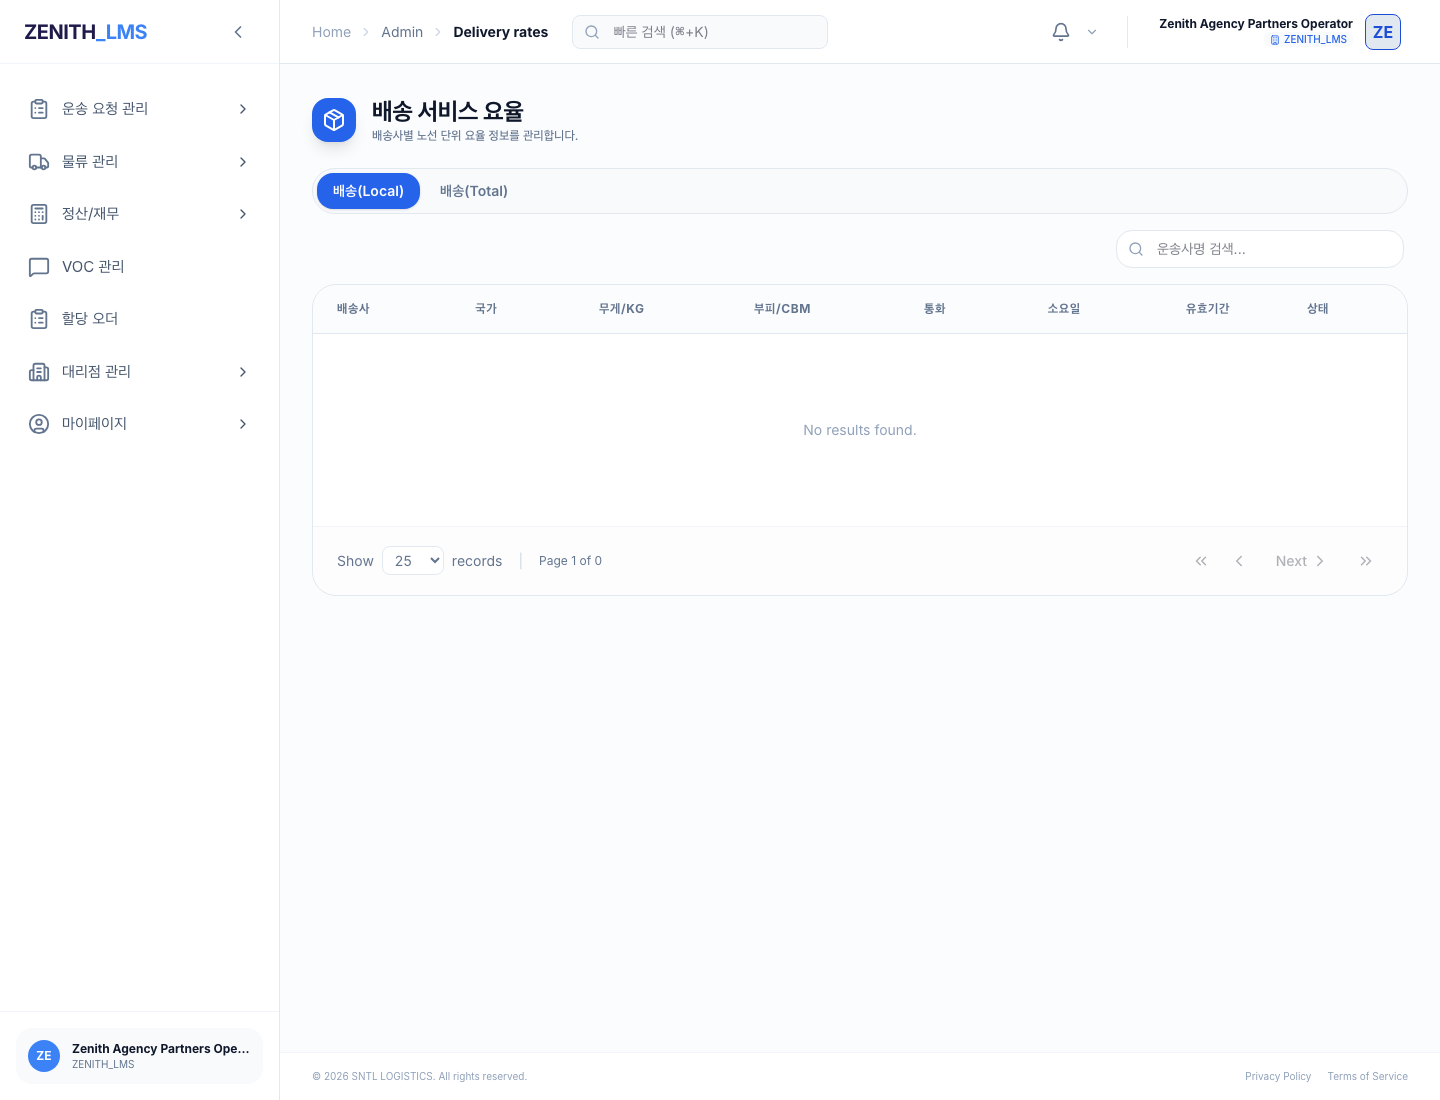 ZENITH_LMS
Home
Admin
Delivery rates
빠른 검색 (⌘+K)
Zenith Agency Partners Operator
ZENITH_LMS
ZE
운송 요청 관리
물류 관리
정산/재무
VOC 관리
할당 오더
대리점 관리
마이페이지
배송 서비스 요율
배송사별 노선 단위 요율 정보를 관리합니다.
배송(Local)
배송(Total)
운송사명 검색...
배송사 국가 무게/KG 부피/CBM 통화 소요일 유효기간 상태
No results found.
Show 25 records | Page 1 of 0
Next
ZE
Zenith Agency Partners Ope...
ZENITH_LMS
© 2026 SNTL LOGISTICS. All rights reserved.
Privacy Policy
Terms of Service